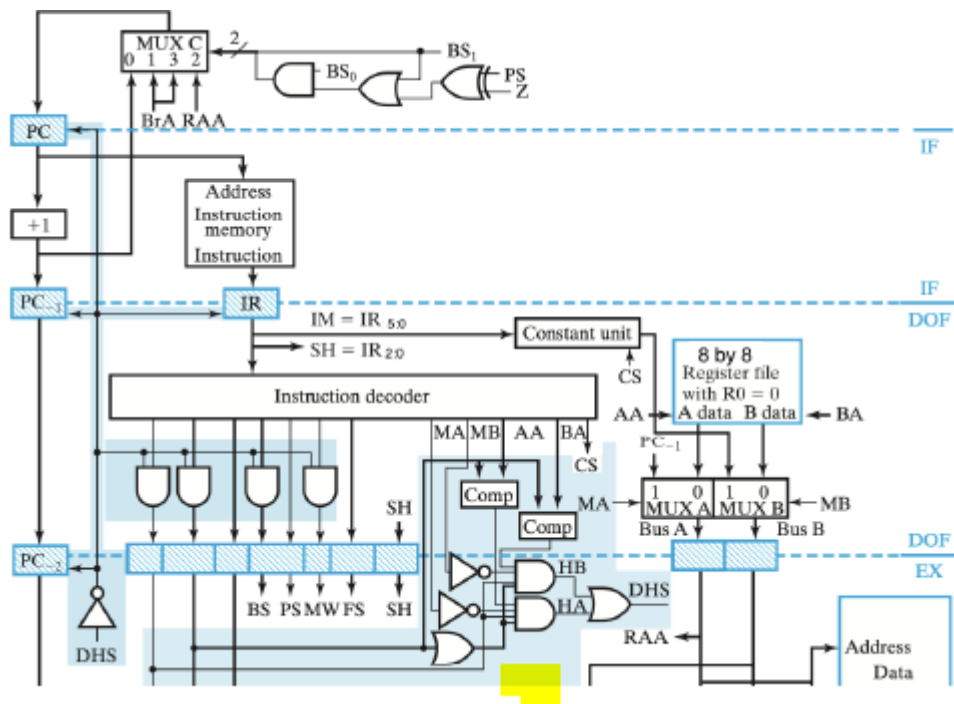 MUX C
0 1 3 2
2
BS₁
BS₀
PS
Z
BrA RAA
PC
IF
+1
Address
Instruction
memory
Instruction
PC₋₁
IR
IF
DOF
IM = IR 5:0
SH = IR2:0
Constant unit
CS
8 by 8
Register file
with R0 = 0
A data B data
AA
BA
Instruction decoder
MA MB AA BA
CS
PC₋₁
1 0 1 0
MUX A MUX B
MA
MB
Bus A
Bus B
Comp
Comp
SH
DOF
EX
PC₋₂
BS PS MW FS SH
HB
HA
DHS
DHS
RAA
Address
Data